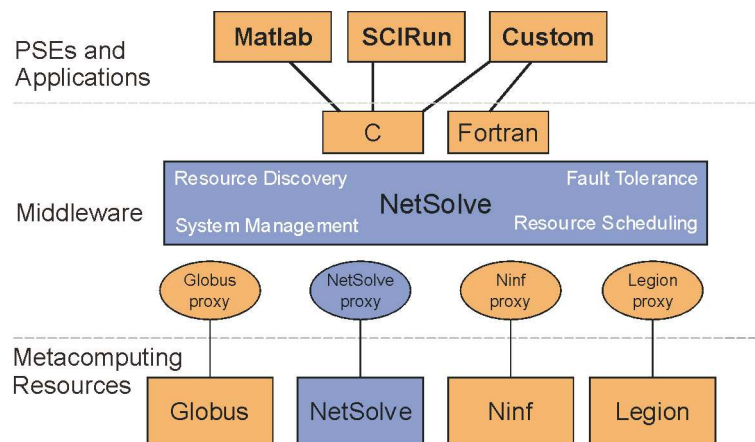 PSEs and
Applications
Matlab
SCIRun
Custom
C
Fortran
Middleware
Resource Discovery
Fault Tolerance
NetSolve
System Management
Resource Scheduling
Globus
proxy
NetSolve
proxy
Ninf
proxy
Legion
proxy
Metacomputing
Resources
Globus
NetSolve
Ninf
Legion